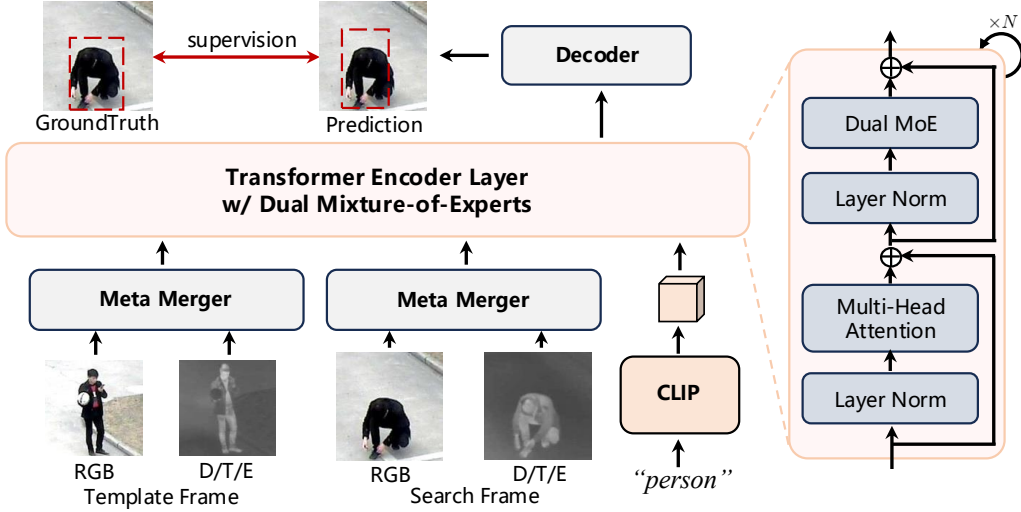 supervision
GroundTruth
Prediction
Decoder
Transformer Encoder Layer
w/ Dual Mixture-of-Experts
Meta Merger
Meta Merger
CLIP
RGB
D/T/E
RGB
D/T/E
Template Frame
Search Frame
“person”
×N
Dual MoE
Layer Norm
Multi-Head
Attention
Layer Norm